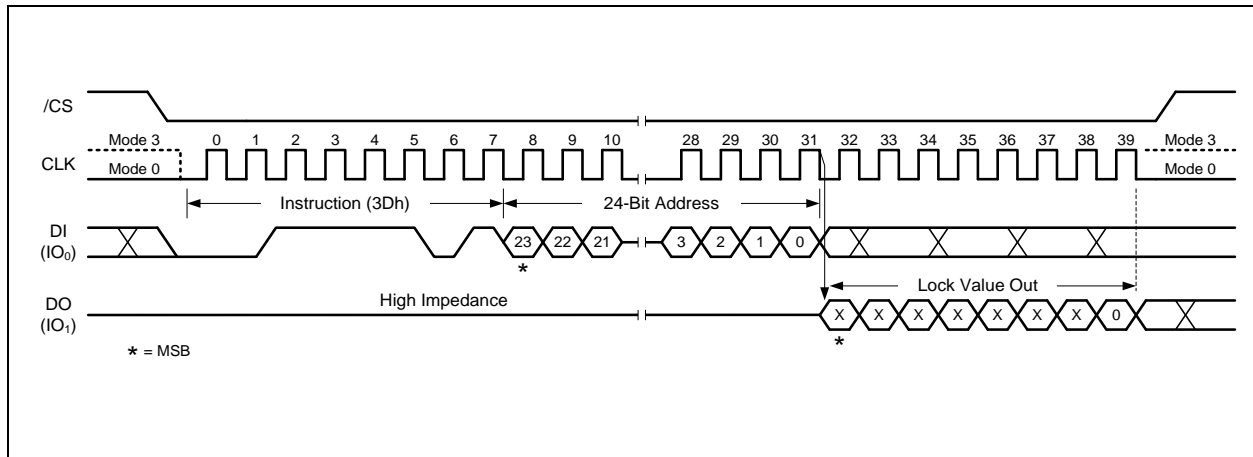 /CS
Mode 3 0 1 2 3 4 5 6 7 8 9 10 28 29 30 31 32 33 34 35 36 37 38 39 Mode 3
CLK
Mode 0 Mode 0
Instruction (3Dh) 24-Bit Address
DI
(IO₀)
23 22 21 3 2 1 0
*
Lock Value Out
High Impedance
DO
(IO₁)
X X X X X X X 0
*
* = MSB